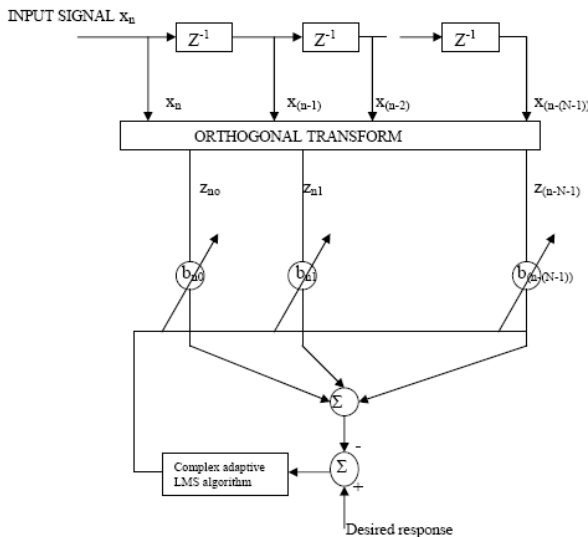 INPUT SIGNAL xn
Z-1 Z-1 Z-1
xn x(n-1) x(n-2) x(n-(N-1))
ORTHOGONAL TRANSFORM
zno zn1 z(n-N-1)
bn0 bn1 b(n-(N-1))
Σ
-
Σ
+
Complex adaptive
LMS algorithm
Desired response